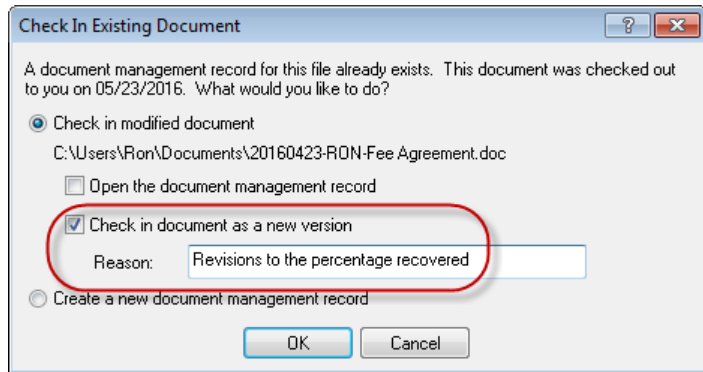 Check In Existing Document
A document management record for this file already exists.  This document was checked out
to you on 05/23/2016.  What would you like to do?
Check in modified document
C:\Users\Ron\Documents\20160423-RON-Fee Agreement.doc
Open the document management record
Check in document as a new version
Reason: Revisions to the percentage recovered
Create a new document management record
OK Cancel